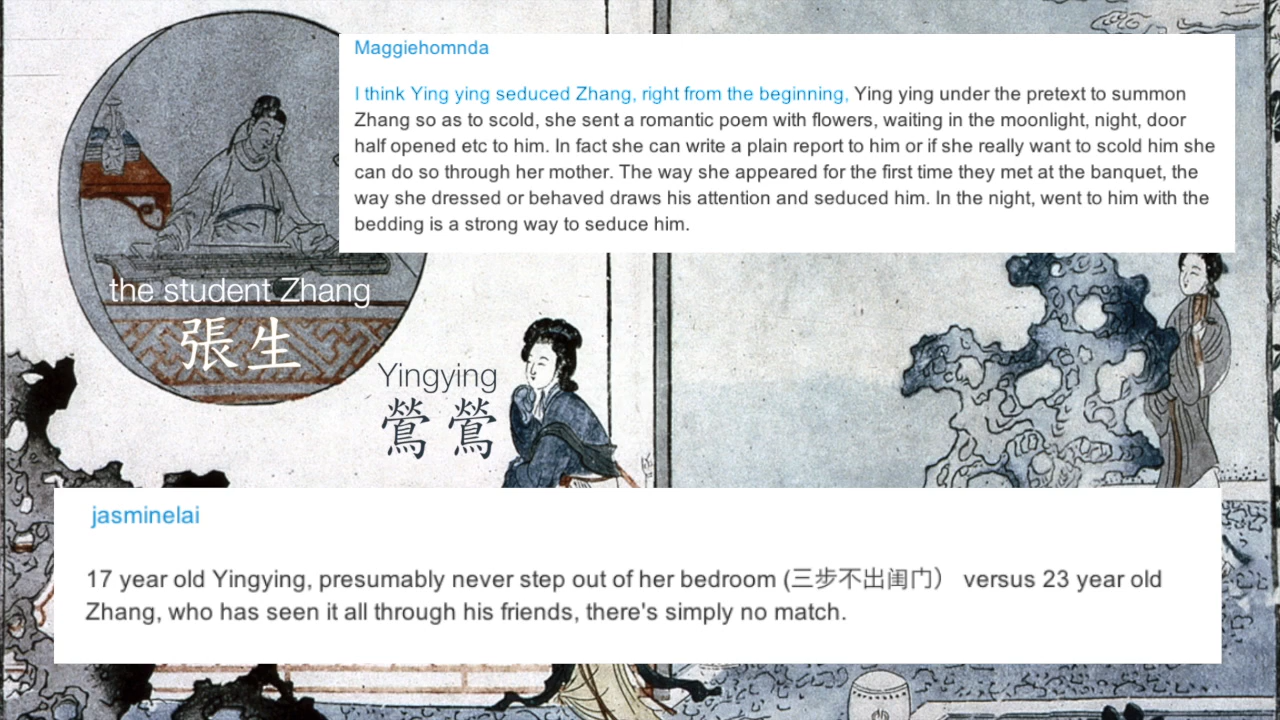 Maggiehomnda
I think Ying ying seduced Zhang, right from the beginning, Ying ying under the pretext to summon
Zhang so as to scold, she sent a romantic poem with flowers, waiting in the moonlight, night, door
half opened etc to him. In fact she can write a plain report to him or if she really want to scold him she
can do so through her mother. The way she appeared for the first time they met at the banquet, the
way she dressed or behaved draws his attention and seduced him. In the night, went to him with the
bedding is a strong way to seduce him.
the student Zhang
張生
Yingying
鶯鶯
jasminelai
17 year old Yingying, presumably never step out of her bedroom (三步不出闺门） versus 23 year old
Zhang, who has seen it all through his friends, there's simply no match.